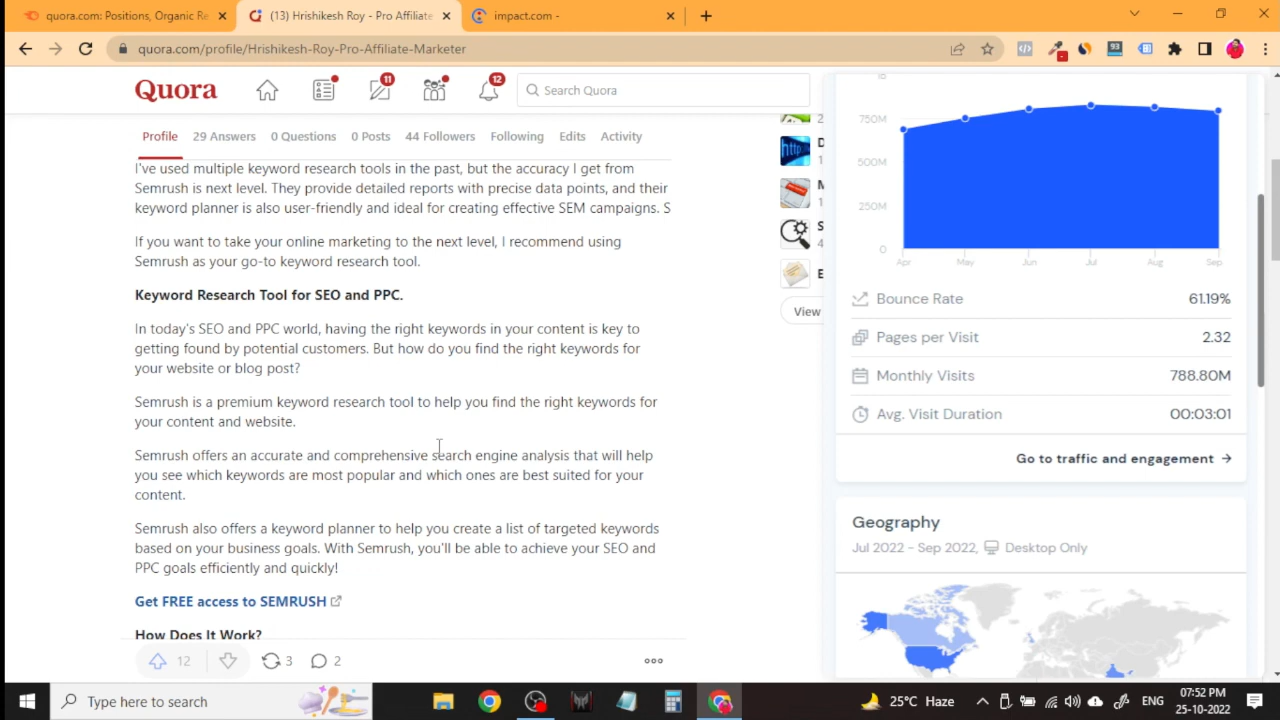 quora.com: Positions, Organic Re
(13) Hrishikesh Roy - Pro Affiliate
impact.com -
quora.com/profile/Hrishikesh-Roy-Pro-Affiliate-Marketer
93
Quora
11
12
Search Quora
Profile
29 Answers
0 Questions
0 Posts
44 Followers
Following
Edits
Activity
I've used multiple keyword research tools in the past, but the accuracy I get from
Semrush is next level. They provide detailed reports with precise data points, and their
keyword planner is also user-friendly and ideal for creating effective SEM campaigns. S
If you want to take your online marketing to the next level, I recommend using
Semrush as your go-to keyword research tool.
Keyword Research Tool for SEO and PPC.
In today's SEO and PPC world, having the right keywords in your content is key to
getting found by potential customers. But how do you find the right keywords for
your website or blog post?
Semrush is a premium keyword research tool to help you find the right keywords for
your content and website.
Semrush offers an accurate and comprehensive search engine analysis that will help
you see which keywords are most popular and which ones are best suited for your
content.
Semrush also offers a keyword planner to help you create a list of targeted keywords
based on your business goals. With Semrush, you'll be able to achieve your SEO and
PPC goals efficiently and quickly!
Get FREE access to SEMRUSH
How Does It Work?
12
3
2
http:
View
750M
500M
250M
0
Apr
May
Jun
Jul
Aug
Sep
Bounce Rate
61.19%
Pages per Visit
2.32
Monthly Visits
788.80M
Avg. Visit Duration
00:03:01
Go to traffic and engagement →
Geography
Jul 2022 - Sep 2022, Desktop Only
Type here to search
25°C Haze
ENG
07:52 PM
25-10-2022